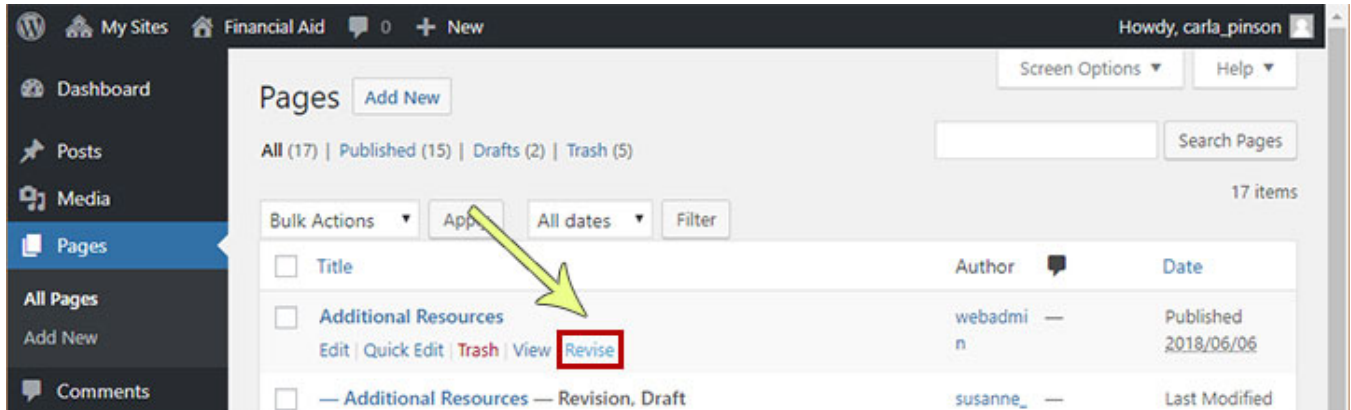 My Sites Financial Aid 0 New Howdy, carla_pinson
Screen Options Help
Dashboard
Pages Add New
All (17) | Published (15) | Drafts (2) | Trash (5)
Search Pages
Posts
Media
17 items
Bulk Actions Apply All dates Filter
Pages
Title Author Date
All Pages
Add New
Comments
Additional Resources webadmi — Published
Edit | Quick Edit | Trash | View | Revise n 2018/06/06
— Additional Resources — Revision, Draft susanne_ — Last Modified